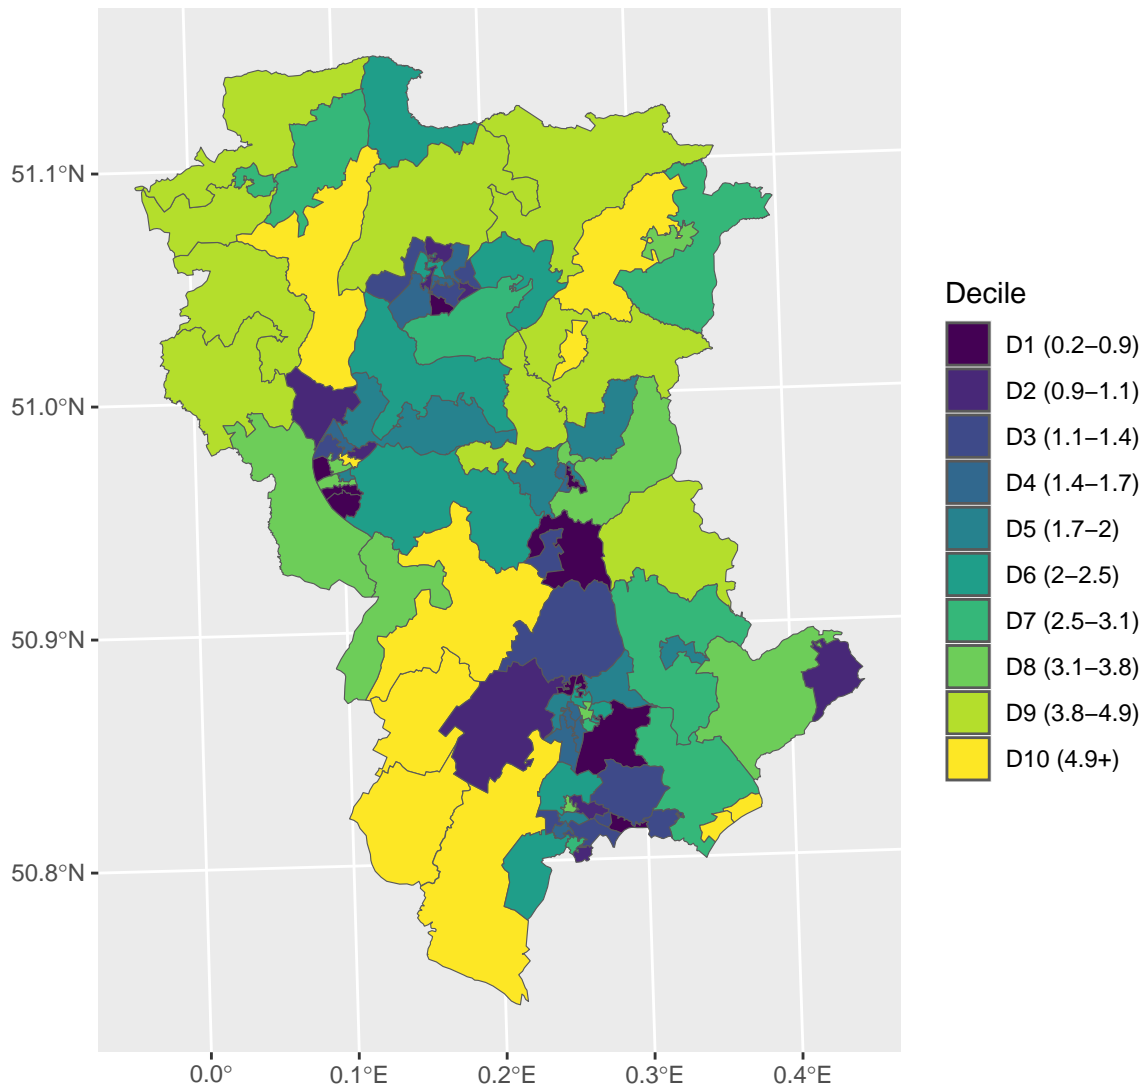 51.1°N
51.0°N
50.9°N
50.8°N
0.0°
0.1°E
0.2°E
0.3°E
0.4°E
Decile
D1 (0.2–0.9)
D2 (0.9–1.1)
D3 (1.1–1.4)
D4 (1.4–1.7)
D5 (1.7–2)
D6 (2–2.5)
D7 (2.5–3.1)
D8 (3.1–3.8)
D9 (3.8–4.9)
D10 (4.9+)